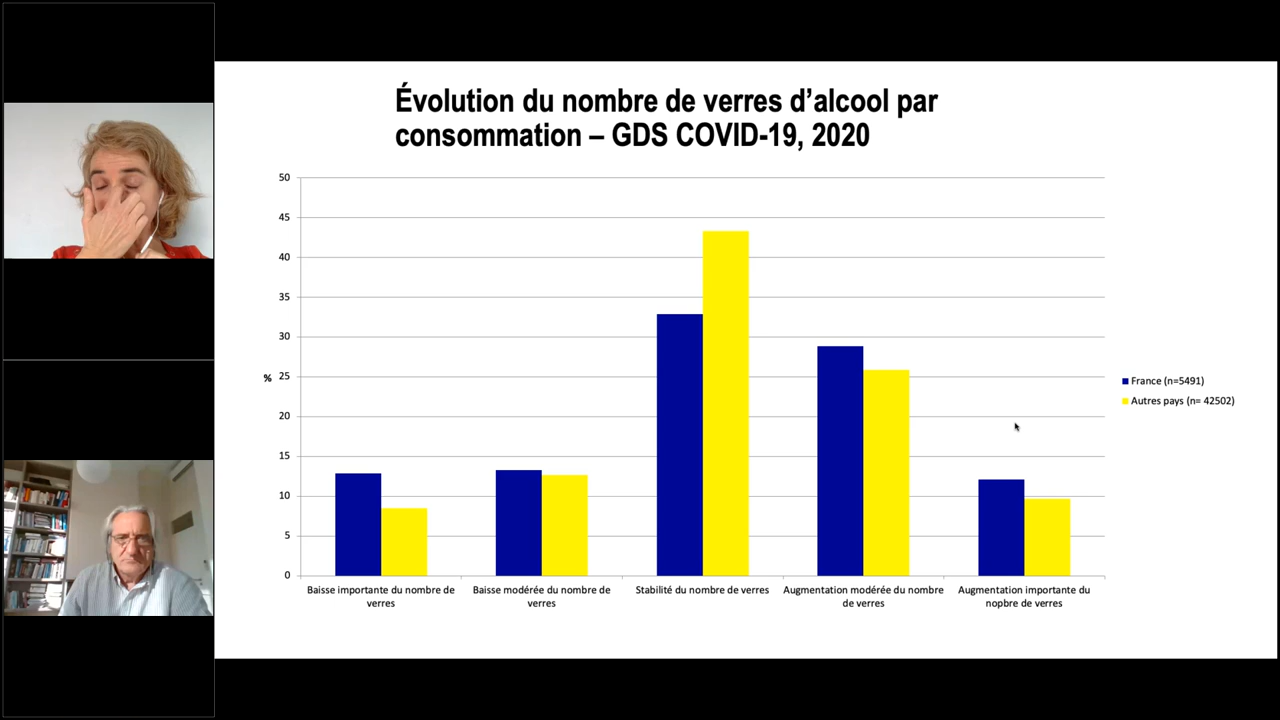 Évolution du nombre de verres d’alcool par
consommation – GDS COVID-19, 2020
50
45
40
35
30
% 25
20
15
10
5
0
Baisse importante du nombre de
verres
Baisse modérée du nombre de
verres
Stabilité du nombre de verres
Augmentation modérée du nombre
de verres
Augmentation importante du
nopbre de verres
France (n=5491)
Autres pays (n= 42502)